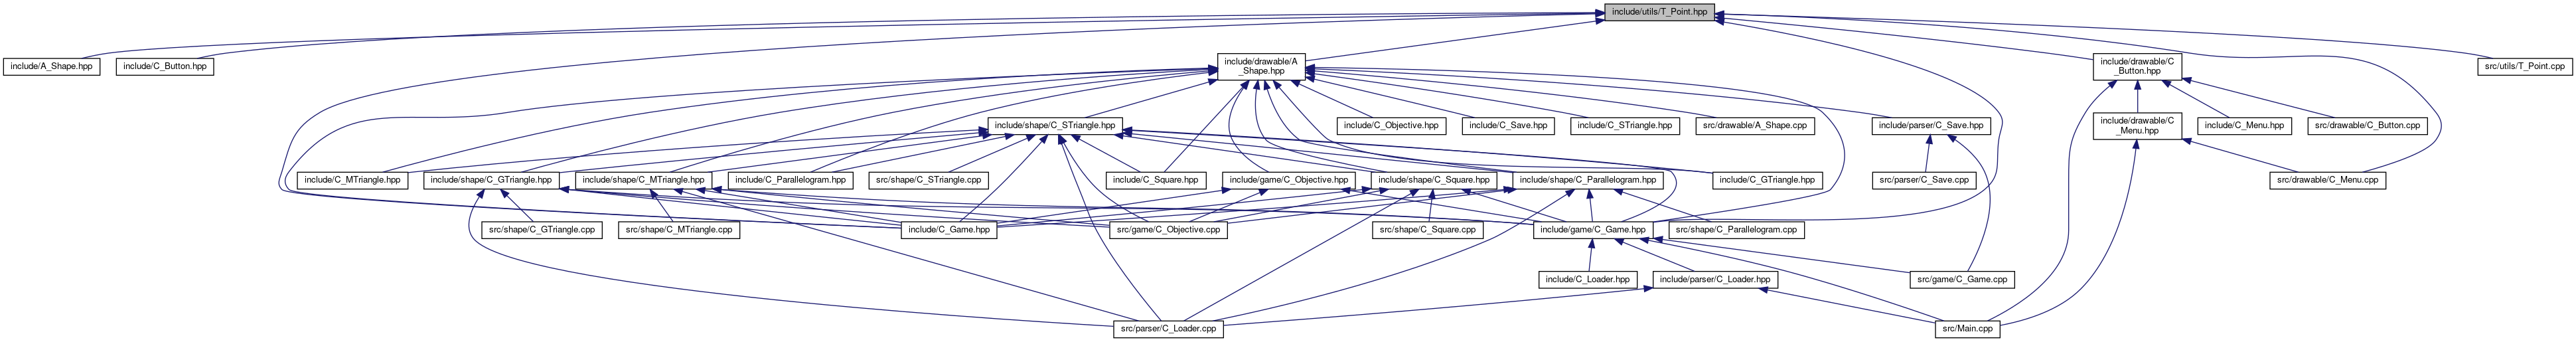 include/utils/T_Point.hpp
include/A_Shape.hpp
include/C_Button.hpp
include/drawable/A
_Shape.hpp
include/drawable/C
_Button.hpp
src/utils/T_Point.cpp
include/shape/C_STriangle.hpp
include/C_Objective.hpp
include/C_Save.hpp
include/C_STriangle.hpp
src/drawable/A_Shape.cpp
include/parser/C_Save.hpp
include/drawable/C
_Menu.hpp
include/C_Menu.hpp
src/drawable/C_Button.cpp
include/C_MTriangle.hpp
include/shape/C_GTriangle.hpp
include/shape/C_MTriangle.hpp
include/C_Parallelogram.hpp
src/shape/C_STriangle.cpp
include/C_Square.hpp
include/game/C_Objective.hpp
include/shape/C_Square.hpp
include/shape/C_Parallelogram.hpp
include/C_GTriangle.hpp
src/parser/C_Save.cpp
src/drawable/C_Menu.cpp
src/shape/C_GTriangle.cpp
src/shape/C_MTriangle.cpp
include/C_Game.hpp
src/game/C_Objective.cpp
src/shape/C_Square.cpp
include/game/C_Game.hpp
src/shape/C_Parallelogram.cpp
include/C_Loader.hpp
include/parser/C_Loader.hpp
src/game/C_Game.cpp
src/parser/C_Loader.cpp
src/Main.cpp